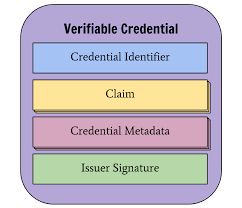 Verifiable Credential
Credential Identifier
Claim
Credential Metadata
Issuer Signature